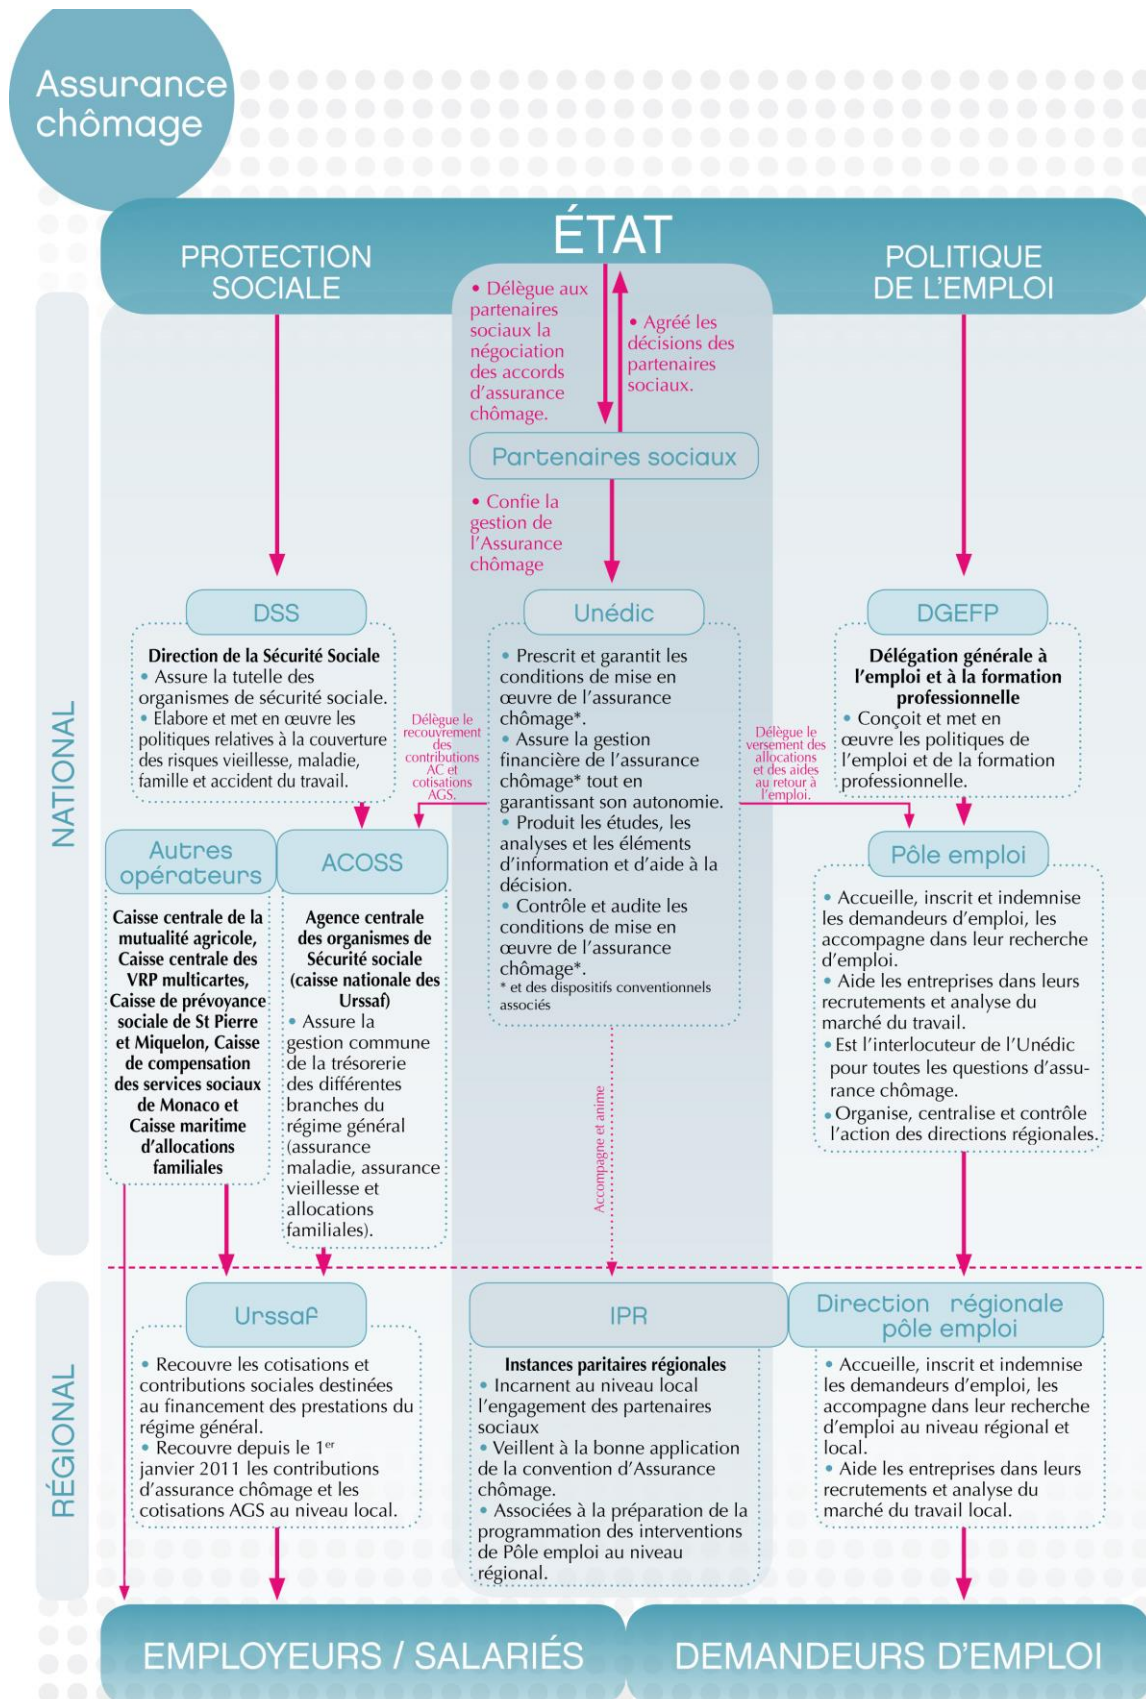 Assurance
chômage
ÉTAT
PROTECTION
SOCIALE
POLITIQUE
DE L'EMPLOI
• Délègue aux
partenaires
sociaux la
négociation
des accords
d'assurance
chômage.
• Agréé les
décisions des
partenaires
sociaux.
Partenaires sociaux
• Confie la
gestion de
l'Assurance
chômage
NATIONAL
DSS
Direction de la Sécurité Sociale
• Assure la tutelle des
organismes de sécurité sociale.
• Elabore et met en œuvre les
politiques relatives à la couverture
des risques vieillesse, maladie,
famille et accident du travail.
Délègue le
recouvrement
des
contributions
AC et
cotisations
AGS.
Unédic
• Prescrit et garantit les
conditions de mise en
œuvre de l'assurance
chômage*.
• Assure la gestion
financière de l'assurance
chômage* tout en
garantissant son autonomie.
• Produit les études, les
analyses et les éléments
d'information et d'aide à la
décision.
• Contrôle et audite les
conditions de mise en
œuvre de l'assurance
chômage*.
* et des dispositifs conventionnels
associés
Délègue le
versement des
allocations
et des aides
au retour à
l'emploi.
DGEFP
Délégation générale à
l'emploi et à la formation
professionnelle
• Conçoit et met en
œuvre les politiques de
l'emploi et de la formation
professionnelle.
Autres
opérateurs
Caisse centrale de la
mutualité agricole,
Caisse centrale des
VRP multicartes,
Caisse de prévoyance
sociale de St Pierre
et Miquelon, Caisse
de compensation
des services sociaux
de Monaco et
Caisse maritime
d'allocations
familiales
ACOSS
Agence centrale
des organismes de
Sécurité sociale
(caisse nationale des
Urssaf)
• Assure la
gestion commune
de la trésorerie
des différentes
branches du
régime général
(assurance
maladie, assurance
vieillesse et
allocations
familiales).
Pôle emploi
• Accueille, inscrit et indemnise
les demandeurs d'emploi, les
accompagne dans leur recherche
d'emploi.
• Aide les entreprises dans leurs
recrutements et analyse du
marché du travail.
• Est l'interlocuteur de l'Unédic
pour toutes les questions d'assu-
rance chômage.
• Organise, centralise et contrôle
l'action des directions régionales.
Accompagne et anime
RÉGIONAL
Urssaf
• Recouvre les cotisations et
contributions sociales destinées
au financement des prestations du
régime général.
• Recouvre depuis le 1er
janvier 2011 les contributions
d'assurance chômage et les
cotisations AGS au niveau local.
IPR
Instances paritaires régionales
• Incarnent au niveau local
l'engagement des partenaires
sociaux
• Veillent à la bonne application
de la convention d'Assurance
chômage.
• Associées à la préparation de la
programmation des interventions
de Pôle emploi au niveau
régional.
Direction régionale
pôle emploi
• Accueille, inscrit et indemnise
les demandeurs d'emploi, les
accompagne dans leur recherche
d'emploi au niveau régional et
local.
• Aide les entreprises dans leurs
recrutements et analyse du
marché du travail local.
EMPLOYEURS / SALARIÉS
DEMANDEURS D'EMPLOI